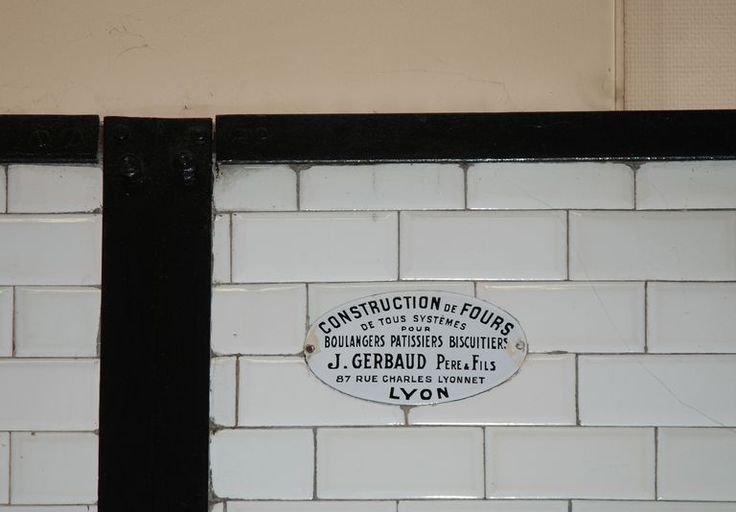 CONSTRUCTION DE FOURS
DE TOUS SYSTÈMES
POUR
BOULANGERS PATISSIERS BISCUITIERS
J. GERBAUD PERE & FILS
87 RUE CHARLES LYONNET
LYON